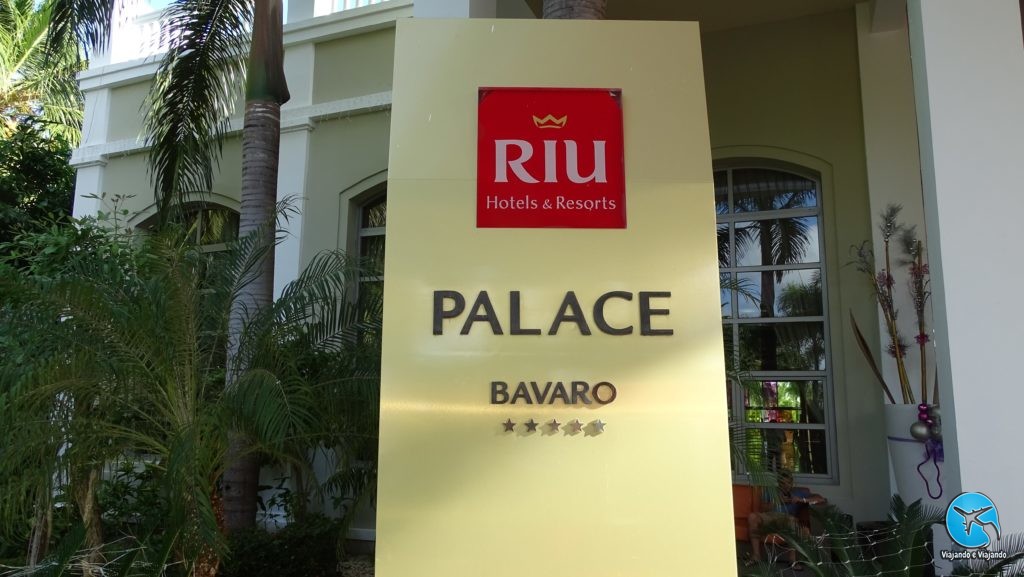 RIU
Hotels & Resorts
PALACE
BAVARO
Viajando e Viajando